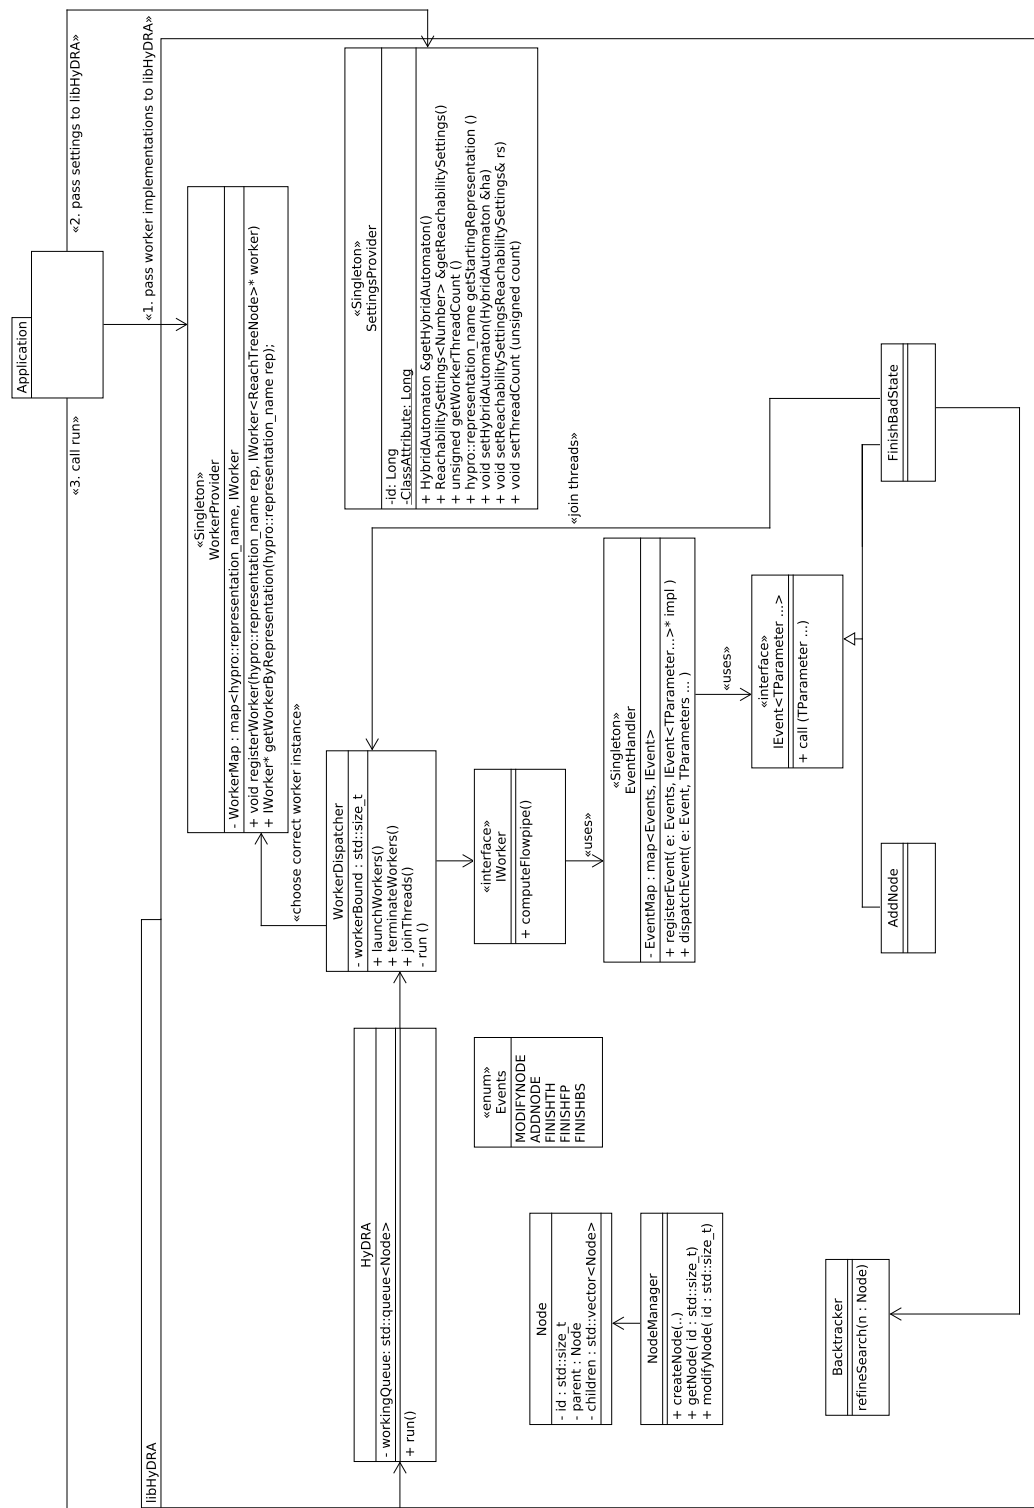 libHyDRA
«3. call run»
Application
«2. pass settings to libHyDRA»
«1. pass worker implementations to libHyDRA»
«Singleton»
WorkerProvider
- WorkerMap : map<hypro::representation_name, IWorker
+ void registerWorker(hypro::representation_name rep, IWorker<ReachTreeNode>* worker)
+ IWorker* getWorkerByRepresentation(hypro::representation_name rep);
«choose correct worker instance»
«Singleton»
SettingsProvider
-id: Long
-ClassAttribute: Long
+ HybridAutomaton &getHybridAutomaton()
+ ReachabilitySettings<Number> &getReachabilitySettings()
+ unsigned getWorkerThreadCount ()
+ hypro::representation_name getStartingRepresentation ()
+ void setHybridAutomaton(HybridAutomaton &ha)
+ void setReachabilitySettingsReachabilitySettings& rs)
+ void setThreadCount (unsigned count)
HyDRA
- workingQueue: std::queue<Node>
+ run()
WorkerDispatcher
- workerBound : std::size_t
+ launchWorkers()
+ terminateWorkers()
+ joinThreads()
- run ()
«join threads»
«enum»
Events
MODIFYNODE
ADDNODE
FINISHTH
FINISHFP
FINISHBS
«interface»
IWorker
+ computeFlowpipe()
«uses»
Node
- id : std::size_t
- parent : Node
- children : std::vector<Node>
«Singleton»
EventHandler
- EventMap : map<Events, IEvent>
+ registerEvent( e: Events, IEvent<TParameter...>* impl )
+ dispatchEvent( e: Event, TParameters ... )
NodeManager
+ createNode(..)
+ getNode( id : std::size_t)
+ modifyNode( id : std::size_t)
«uses»
«interface»
IEvent<TParameter ...>
+ call (TParameter ...)
Backtracker
refineSearch(n : Node)
AddNode
FinishBadState